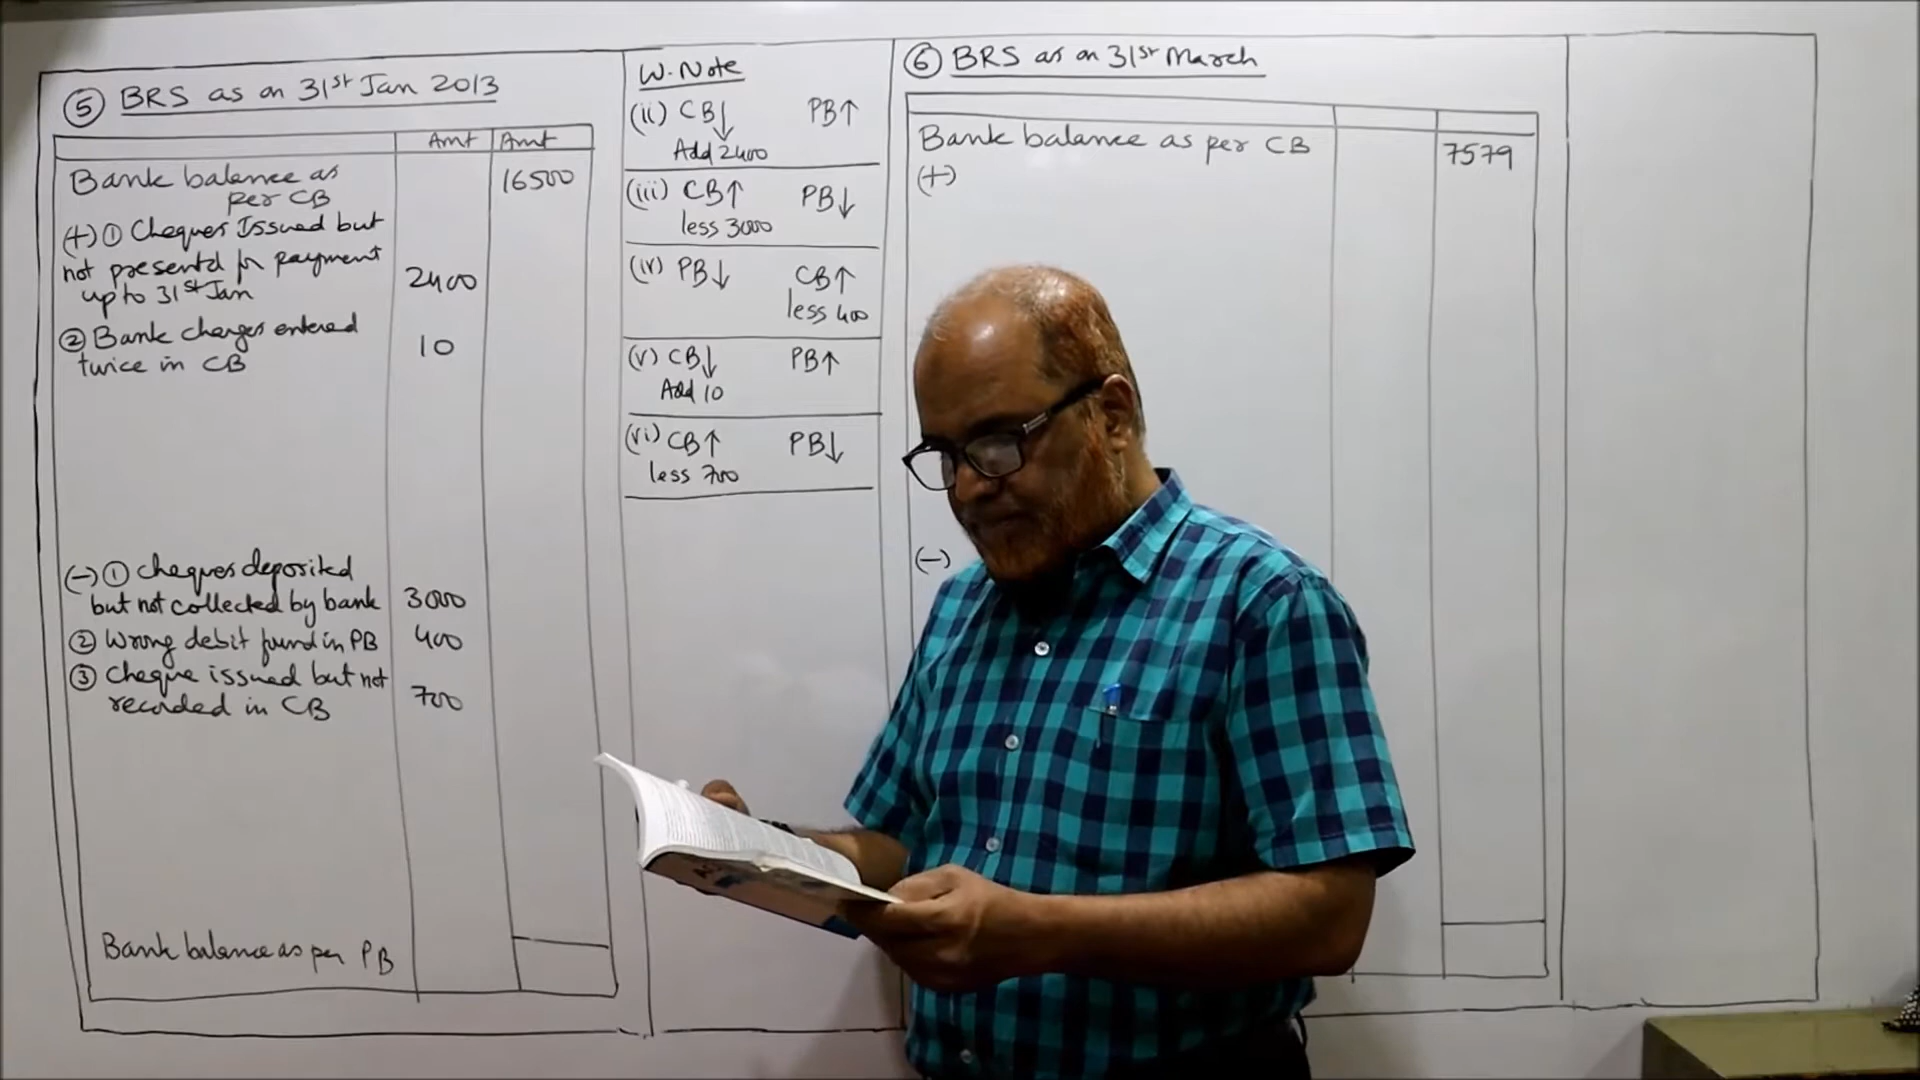 ⑤ BRS as on 31st Jan 2013
Amt Amt
Bank balance as
per CB 16500
(+) ① Cheques Issued but
not presentd for payment
upto 31st Jan 2400
② Bank charges entered
twice in CB 10
(−) ① cheques deposited
but not collected by bank 3000
② Wrong debit found in PB 400
③ Cheque issued but not
recorded in CB 700
Bank balance as per PB
W. Note
(ii) CB↓ PB↑
Add 2400
(iii) CB↑ PB↓
less 3000
(iv) PB↓ CB↑
less 400
(v) CB↓ PB↑
Add 10
(vi) CB↑ PB↓
less 700
⑥ BRS as on 31st March
Bank balance as per CB 7579
(+)
(−)